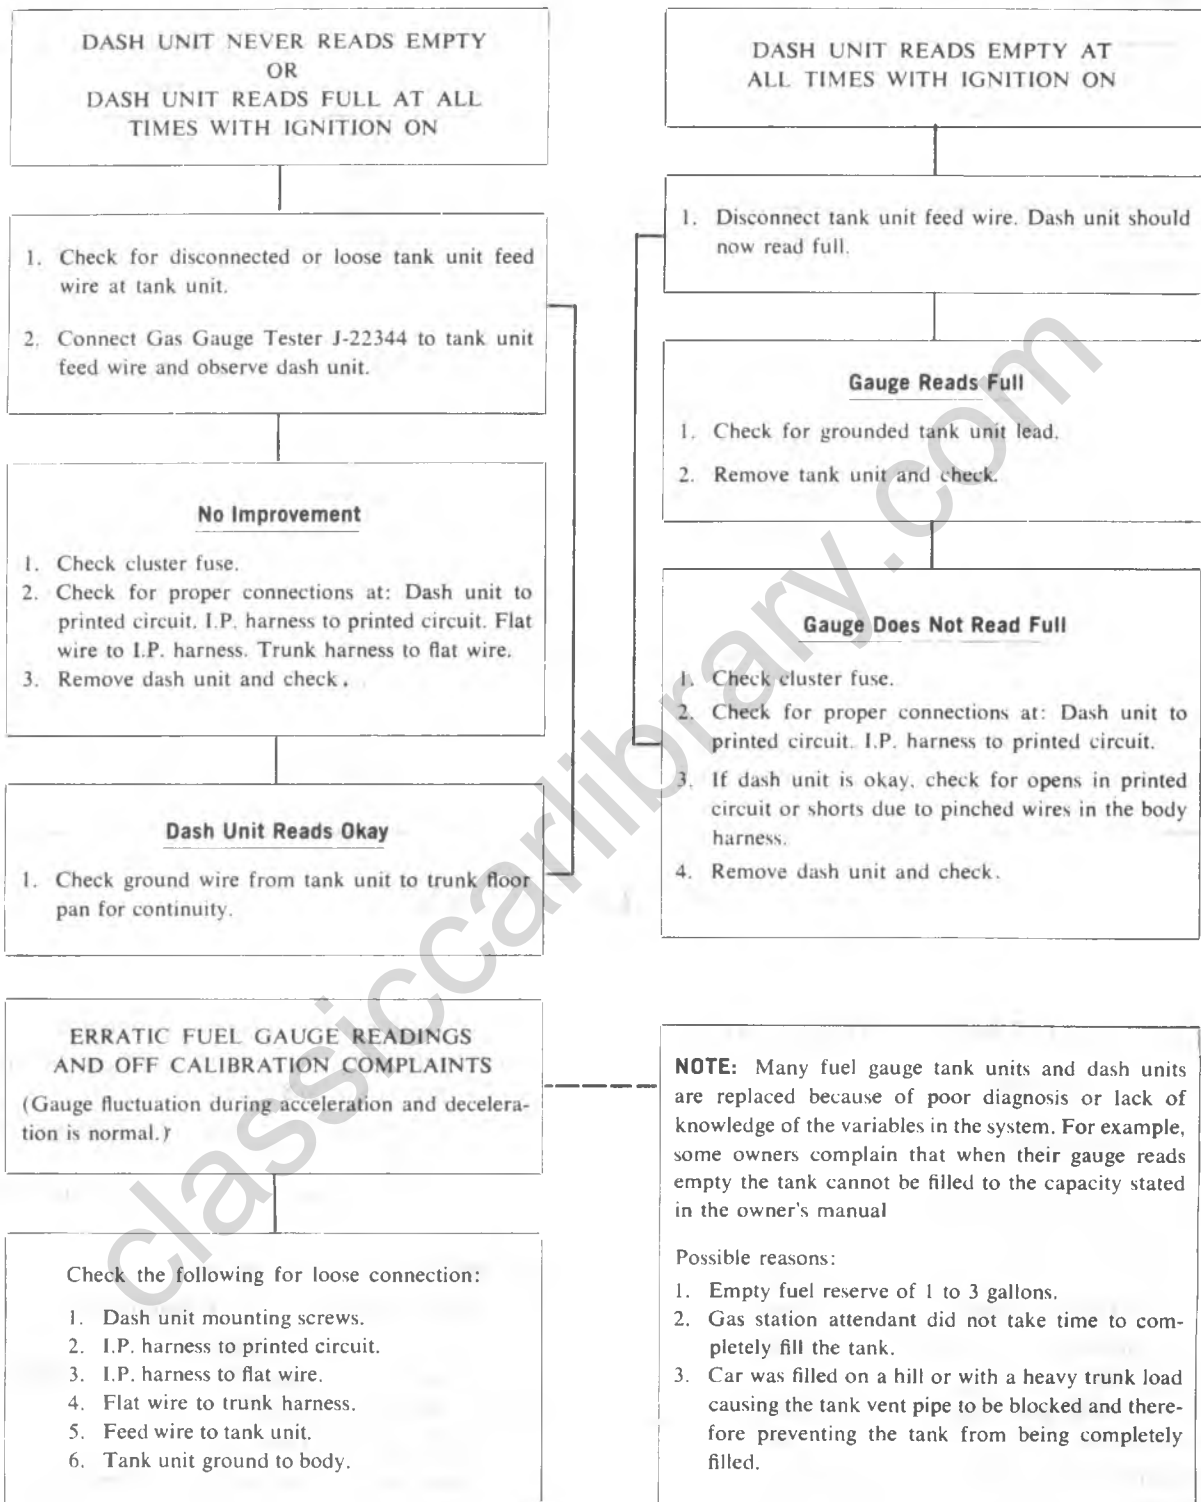 DASH UNIT NEVER READS EMPTY
OR
DASH UNIT READS FULL AT ALL
TIMES WITH IGNITION ON
1. Check for disconnected or loose tank unit feed
wire at tank unit.
2. Connect Gas Gauge Tester J-22344 to tank unit
feed wire and observe dash unit.
No Improvement
1. Check cluster fuse.
2. Check for proper connections at: Dash unit to
printed circuit. I.P. harness to printed circuit. Flat
wire to I.P. harness. Trunk harness to flat wire.
3. Remove dash unit and check.
Dash Unit Reads Okay
1. Check ground wire from tank unit to trunk floor
pan for continuity.
DASH UNIT READS EMPTY AT
ALL TIMES WITH IGNITION ON
1. Disconnect tank unit feed wire. Dash unit should
now read full.
Gauge Reads Full
1. Check for grounded tank unit lead.
2. Remove tank unit and check.
Gauge Does Not Read Full
1. Check cluster fuse.
2. Check for proper connections at: Dash unit to
printed circuit. I.P. harness to printed circuit.
3. If dash unit is okay, check for opens in printed
circuit or shorts due to pinched wires in the body
harness.
4. Remove dash unit and check.
ERRATIC FUEL GAUGE READINGS
AND OFF CALIBRATION COMPLAINTS
(Gauge fluctuation during acceleration and decelera-
tion is normal.)
Check the following for loose connection:
1. Dash unit mounting screws.
2. I.P. harness to printed circuit.
3. I.P. harness to flat wire.
4. Flat wire to trunk harness.
5. Feed wire to tank unit.
6. Tank unit ground to body.
NOTE: Many fuel gauge tank units and dash units
are replaced because of poor diagnosis or lack of
knowledge of the variables in the system. For example,
some owners complain that when their gauge reads
empty the tank cannot be filled to the capacity stated
in the owner's manual
Possible reasons:
1. Empty fuel reserve of 1 to 3 gallons.
2. Gas station attendant did not take time to com-
pletely fill the tank.
3. Car was filled on a hill or with a heavy trunk load
causing the tank vent pipe to be blocked and there-
fore preventing the tank from being completely
filled.
classiccarlibrary.com